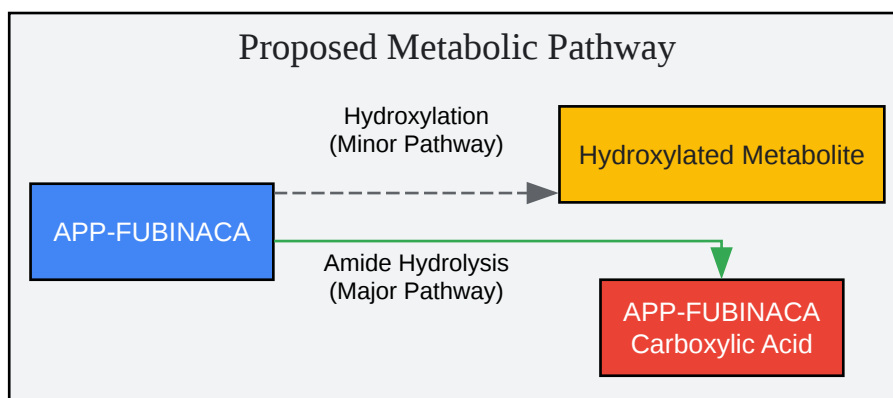 Proposed Metabolic Pathway
Hydroxylation
(Minor Pathway)
Hydroxylated Metabolite
APP-FUBINACA
Amide Hydrolysis
(Major Pathway)
APP-FUBINACA
Carboxylic Acid